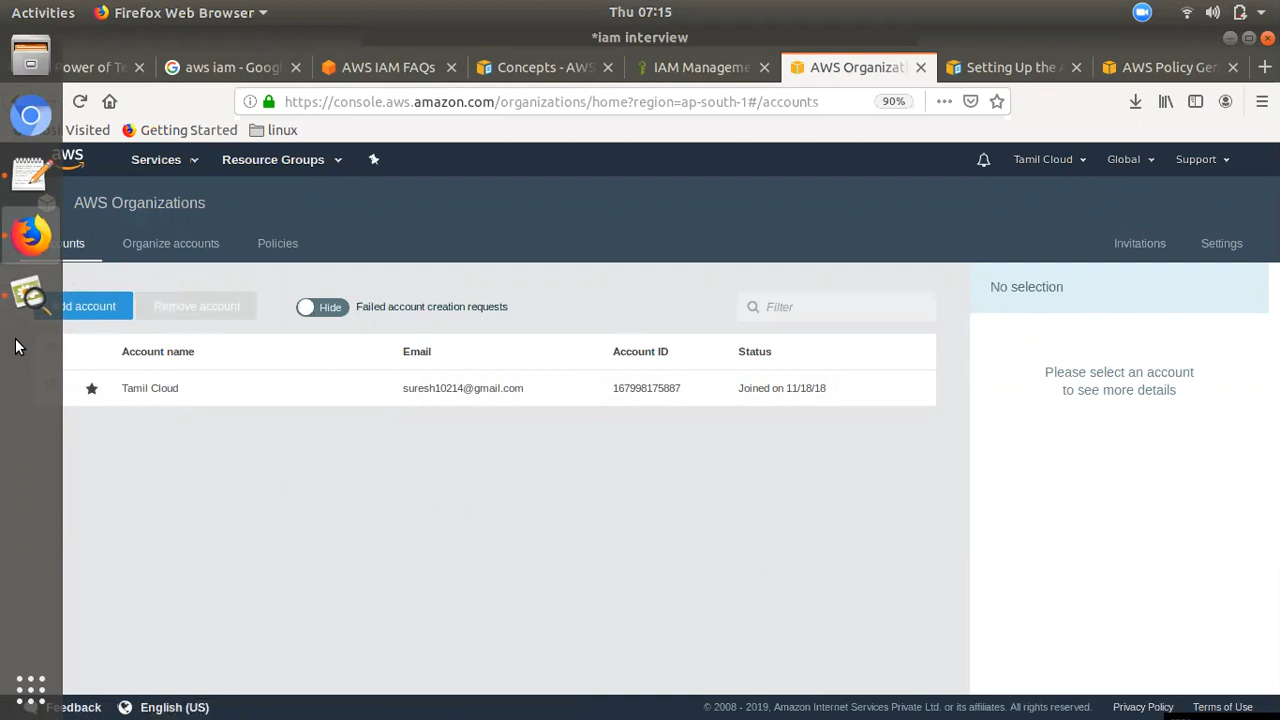 Activities Firefox Web Browser Thu 07:15
*iam interview
Power of Te aws iam - Goog AWS IAM FAQs Concepts - AWS IAM Manageme AWS Organizati Setting Up the A AWS Policy Ger
https://console.aws.amazon.com/organizations/home?region=ap-south-1#/accounts 90%
ost Visited Getting Started linux
aws Services Resource Groups Tamil Cloud Global Support
AWS Organizations
ounts Organize accounts Policies Invitations Settings
dd account Remove account Hide Failed account creation requests Filter
No selection
Account name Email Account ID Status
Tamil Cloud suresh10214@gmail.com 167998175887 Joined on 11/18/18
Please select an account
to see more details
Feedback English (US) © 2008 - 2019, Amazon Internet Services Private Ltd. or its affiliates. All rights reserved. Privacy Policy Terms of Use